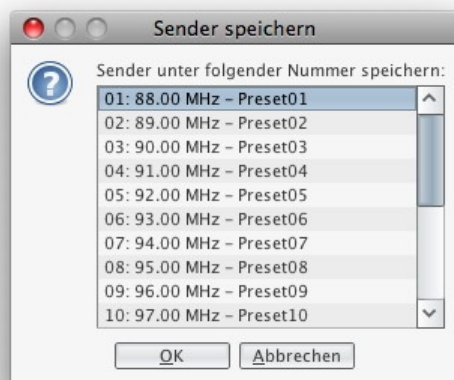 Sender speichern
Sender unter folgender Nummer speichern:
01: 88.00 MHz – Preset01
02: 89.00 MHz – Preset02
03: 90.00 MHz – Preset03
04: 91.00 MHz – Preset04
05: 92.00 MHz – Preset05
06: 93.00 MHz – Preset06
07: 94.00 MHz – Preset07
08: 95.00 MHz – Preset08
09: 96.00 MHz – Preset09
10: 97.00 MHz – Preset10
OK
Abbrechen